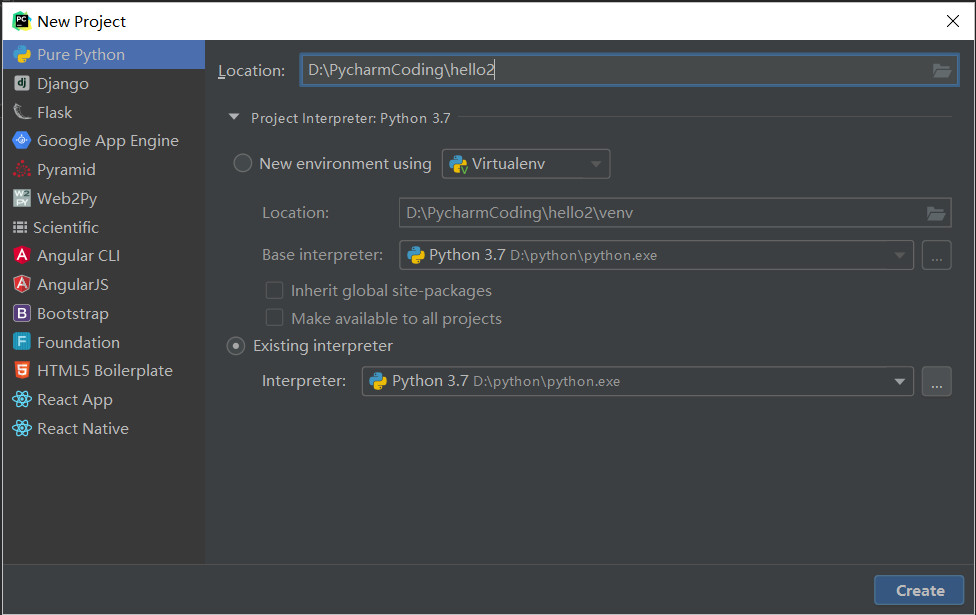 New Project
Pure Python
Django
Flask
Google App Engine
Pyramid
Web2Py
Scientific
Angular CLI
AngularJS
Bootstrap
Foundation
HTML5 Boilerplate
React App
React Native
Location: D:\PycharmCoding\hello2
Project Interpreter: Python 3.7
New environment using Virtualenv
Location: D:\PycharmCoding\hello2\venv
Base interpreter: Python 3.7 D:\python\python.exe ...
Inherit global site-packages
Make available to all projects
Existing interpreter
Interpreter: Python 3.7 D:\python\python.exe ...
Create